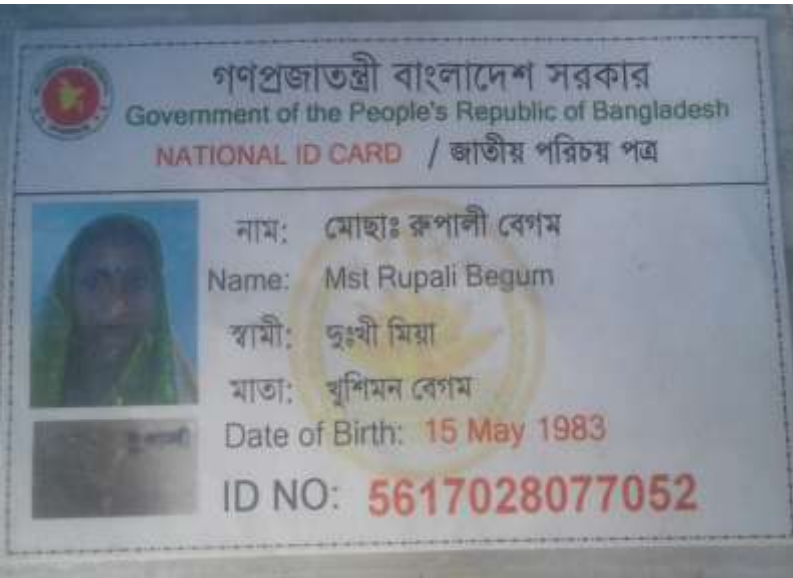 গণপ্রজাতন্ত্রী বাংলাদেশ সরকার
Government of the People's Republic of Bangladesh
NATIONAL ID CARD / জাতীয় পরিচয় পত্র
নাম: মোছাঃ রুপালী বেগম
Name: Mst Rupali Begum
স্বামী: দুঃখী মিয়া
মাতা: খুশিমন বেগম
Date of Birth: 15 May 1983
ID NO: 5617028077052